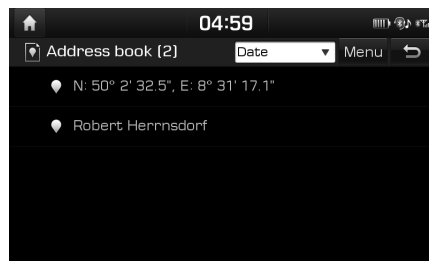 04:59
Address book (2)
Date
Menu
N: 50° 2' 32.5", E: 8° 31' 17.1"
Robert Herrnsdorf